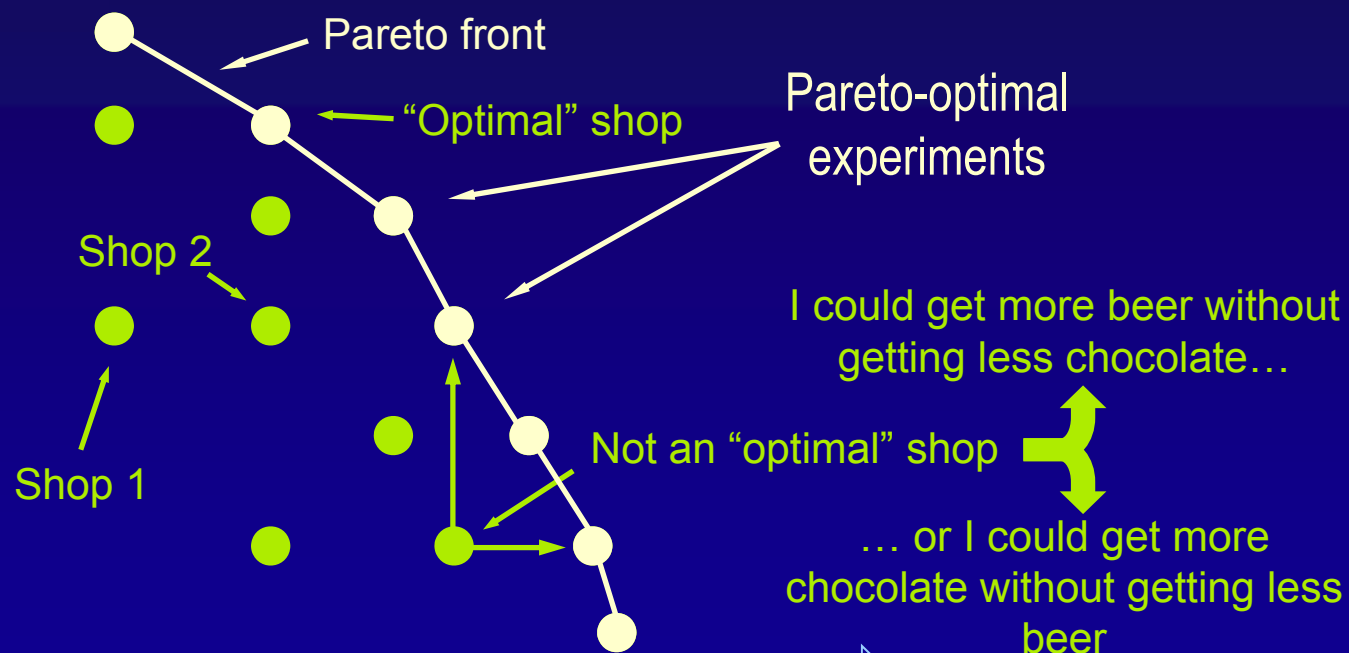 Pareto front
“Optimal” shop
Pareto-optimal
experiments
Shop 2
I could get more beer without
getting less chocolate…
Not an “optimal” shop
Shop 1
… or I could get more
chocolate without getting less
beer